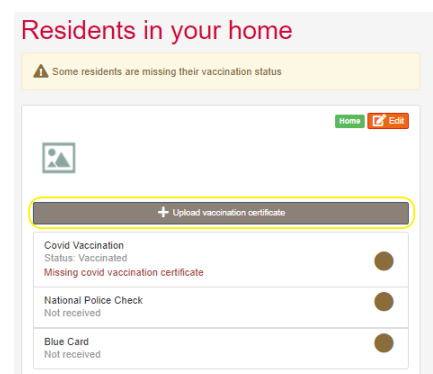 Residents in your home
Some residents are missing their vaccination status
Home Edit
Upload vaccination certificate
Covid Vaccination
Status: Vaccinated
Missing covid vaccination certificate
National Police Check
Not received
Blue Card
Not received